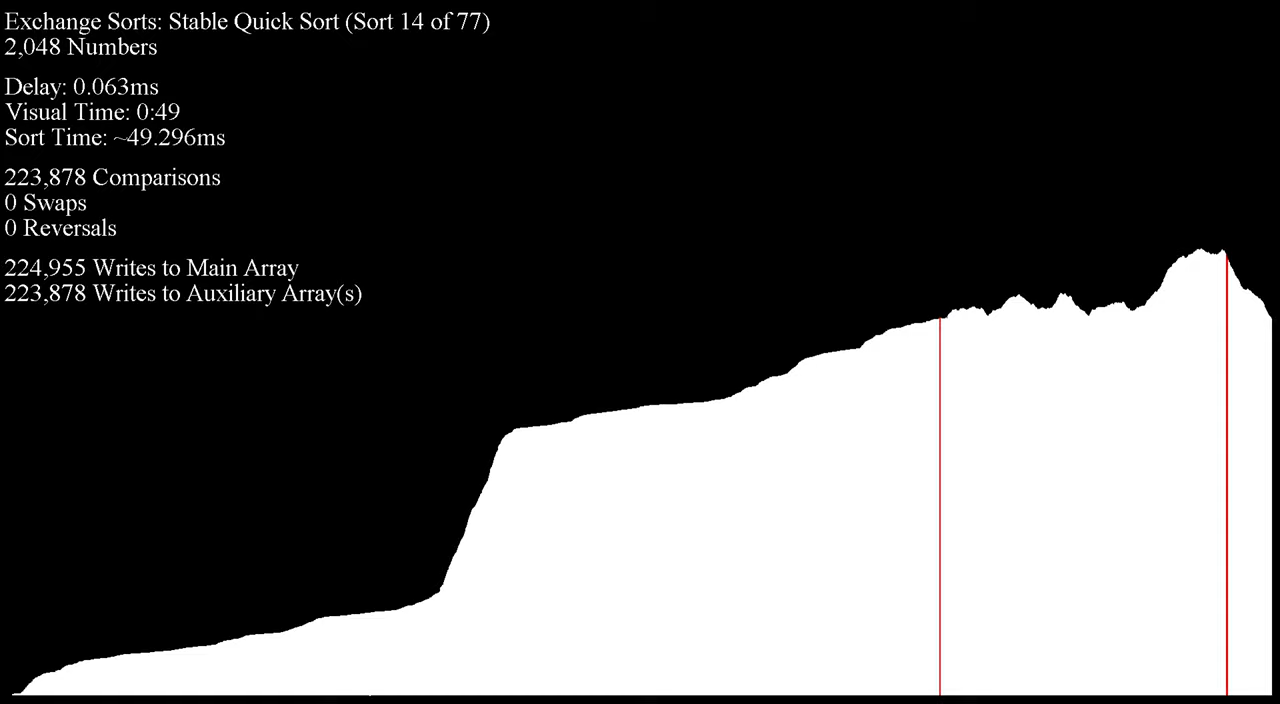 Exchange Sorts: Stable Quick Sort (Sort 14 of 77)
2,048 Numbers
Delay: 0.063ms
Visual Time: 0:49
Sort Time: ~49.296ms
223,878 Comparisons
0 Swaps
0 Reversals
224,955 Writes to Main Array
223,878 Writes to Auxiliary Array(s)